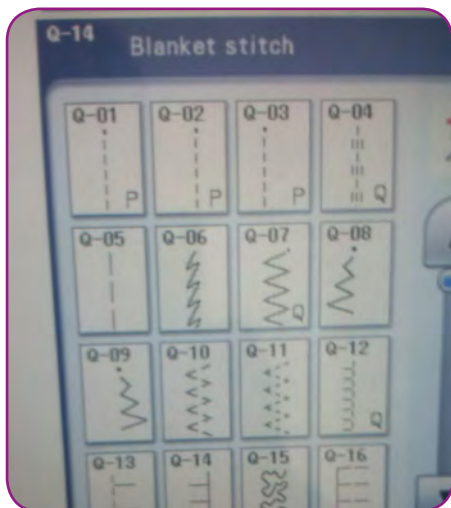 Q-14
Blanket stitch
Q-01 Q-02 Q-03 Q-04
P P P Q
Q-05 Q-06 Q-07 Q-08
Q
Q-09 Q-10 Q-11 Q-12
Q
Q-13 Q-14 Q-15 Q-16